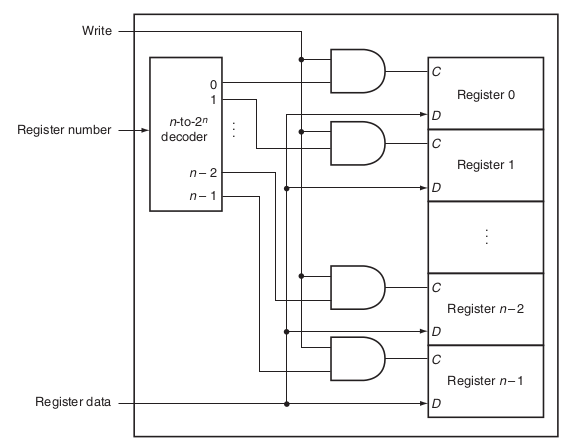 Write
0
1
n-to-2ⁿ
decoder
⋮
Register number
n – 2
n – 1
Register data
C
Register 0
D
C
Register 1
D
⋮
C
Register n – 2
D
C
Register n – 1
D